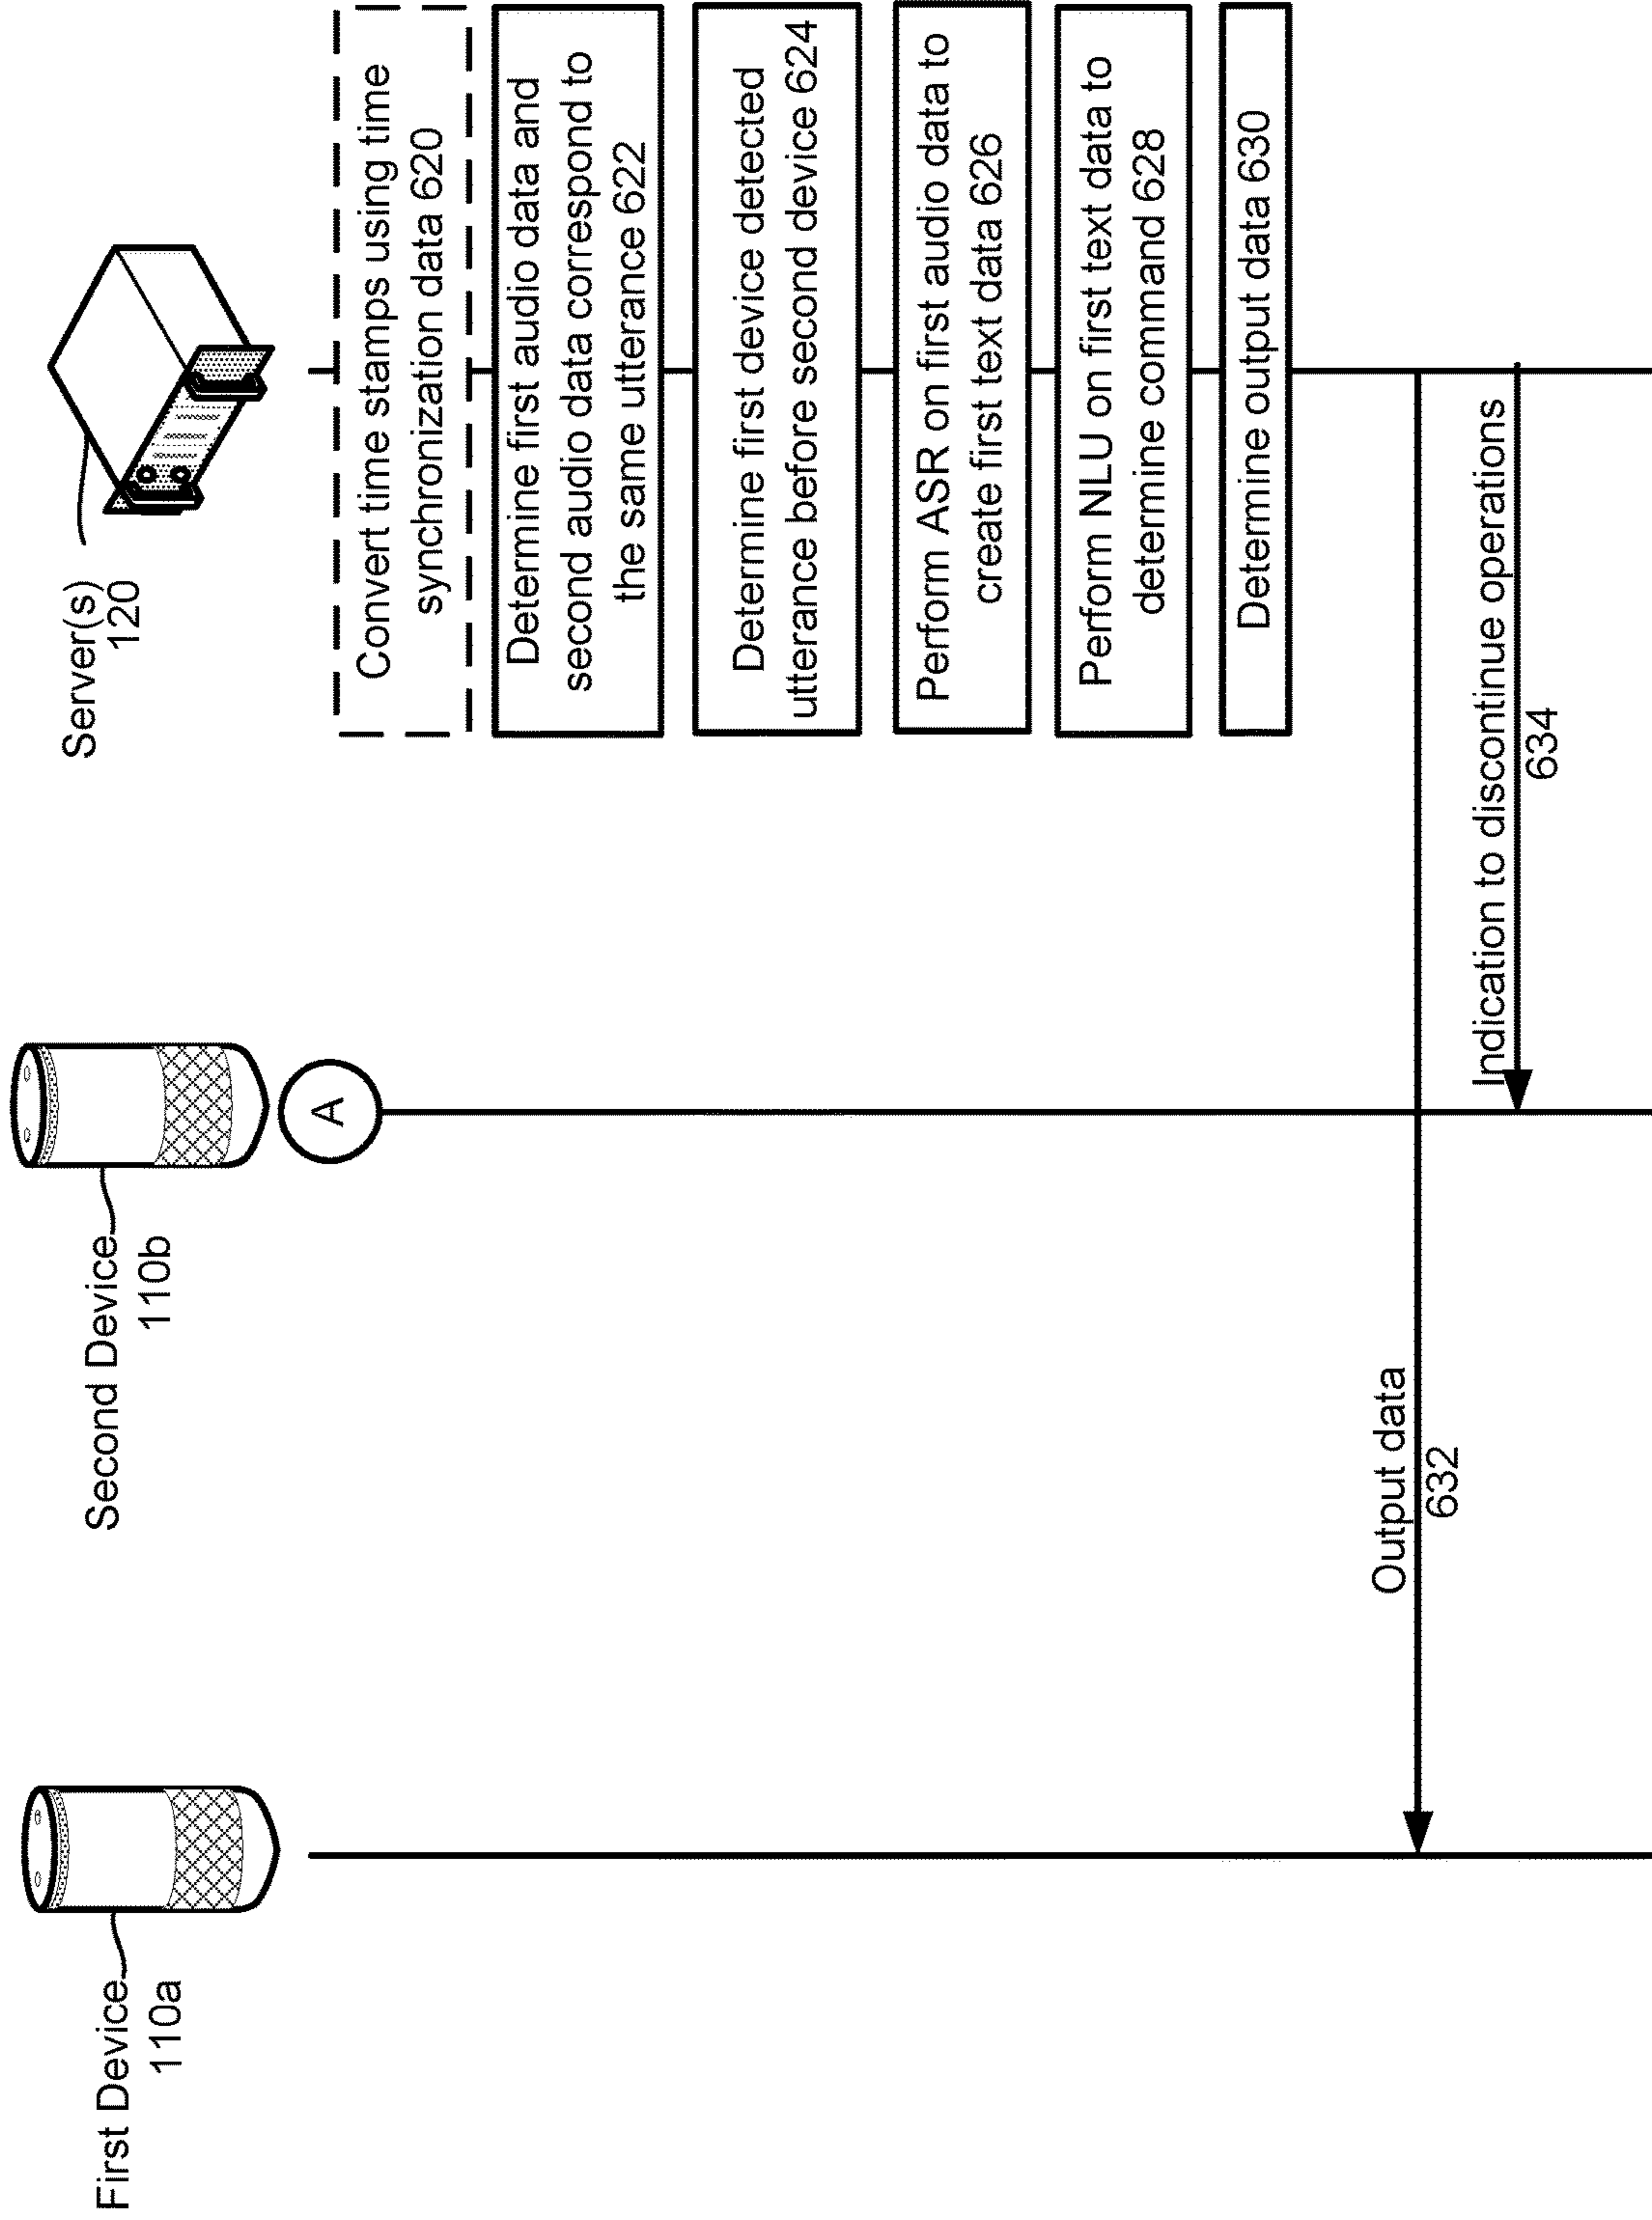 First Device
110a
Second Device
110b
Server(s)
120
A
Convert time stamps using time
synchronization data 620
Determine first audio data and
second audio data correspond to
the same utterance 622
Determine first device detected
utterance before second device 624
Perform ASR on first audio data to
create first text data 626
Perform NLU on first text data to
determine command 628
Determine output data 630
Output data
632
Indication to discontinue operations
634